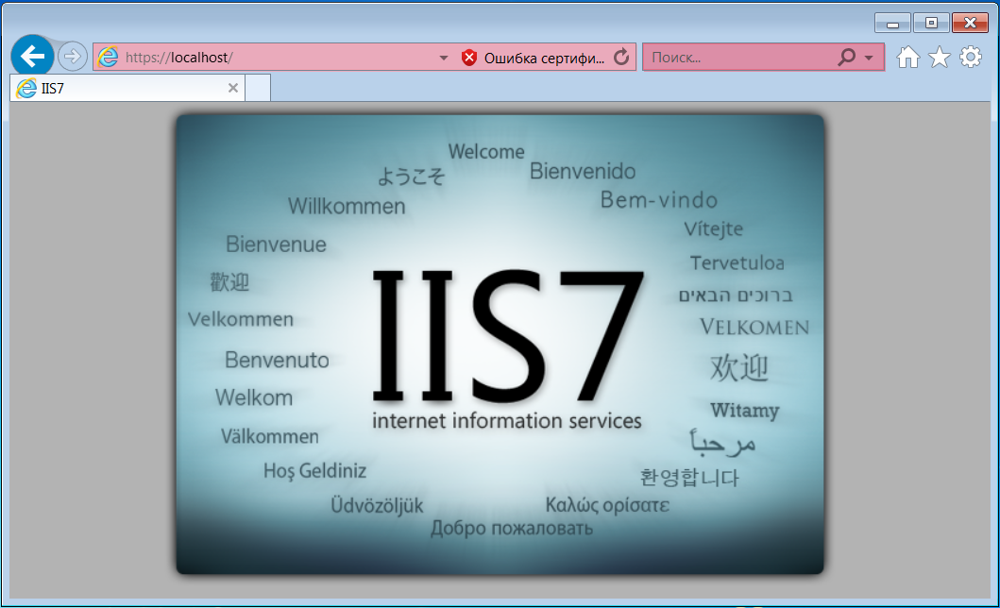 https://localhost/
Ошибка сертифи...
Поиск...
IIS7
Welcome
ようこそ
Bienvenido
Willkommen
Bem-vindo
Vítejte
Bienvenue
Tervetuloa
歡迎
ברוכים הבאים
Velkommen
VELKOMEN
Benvenuto
欢迎
Welkom
Witamy
Välkommen
مرحباً
Hoş Geldiniz
환영합니다
Üdvözöljük
Καλώς ορίσατε
Добро пожаловать
IIS7
internet information services